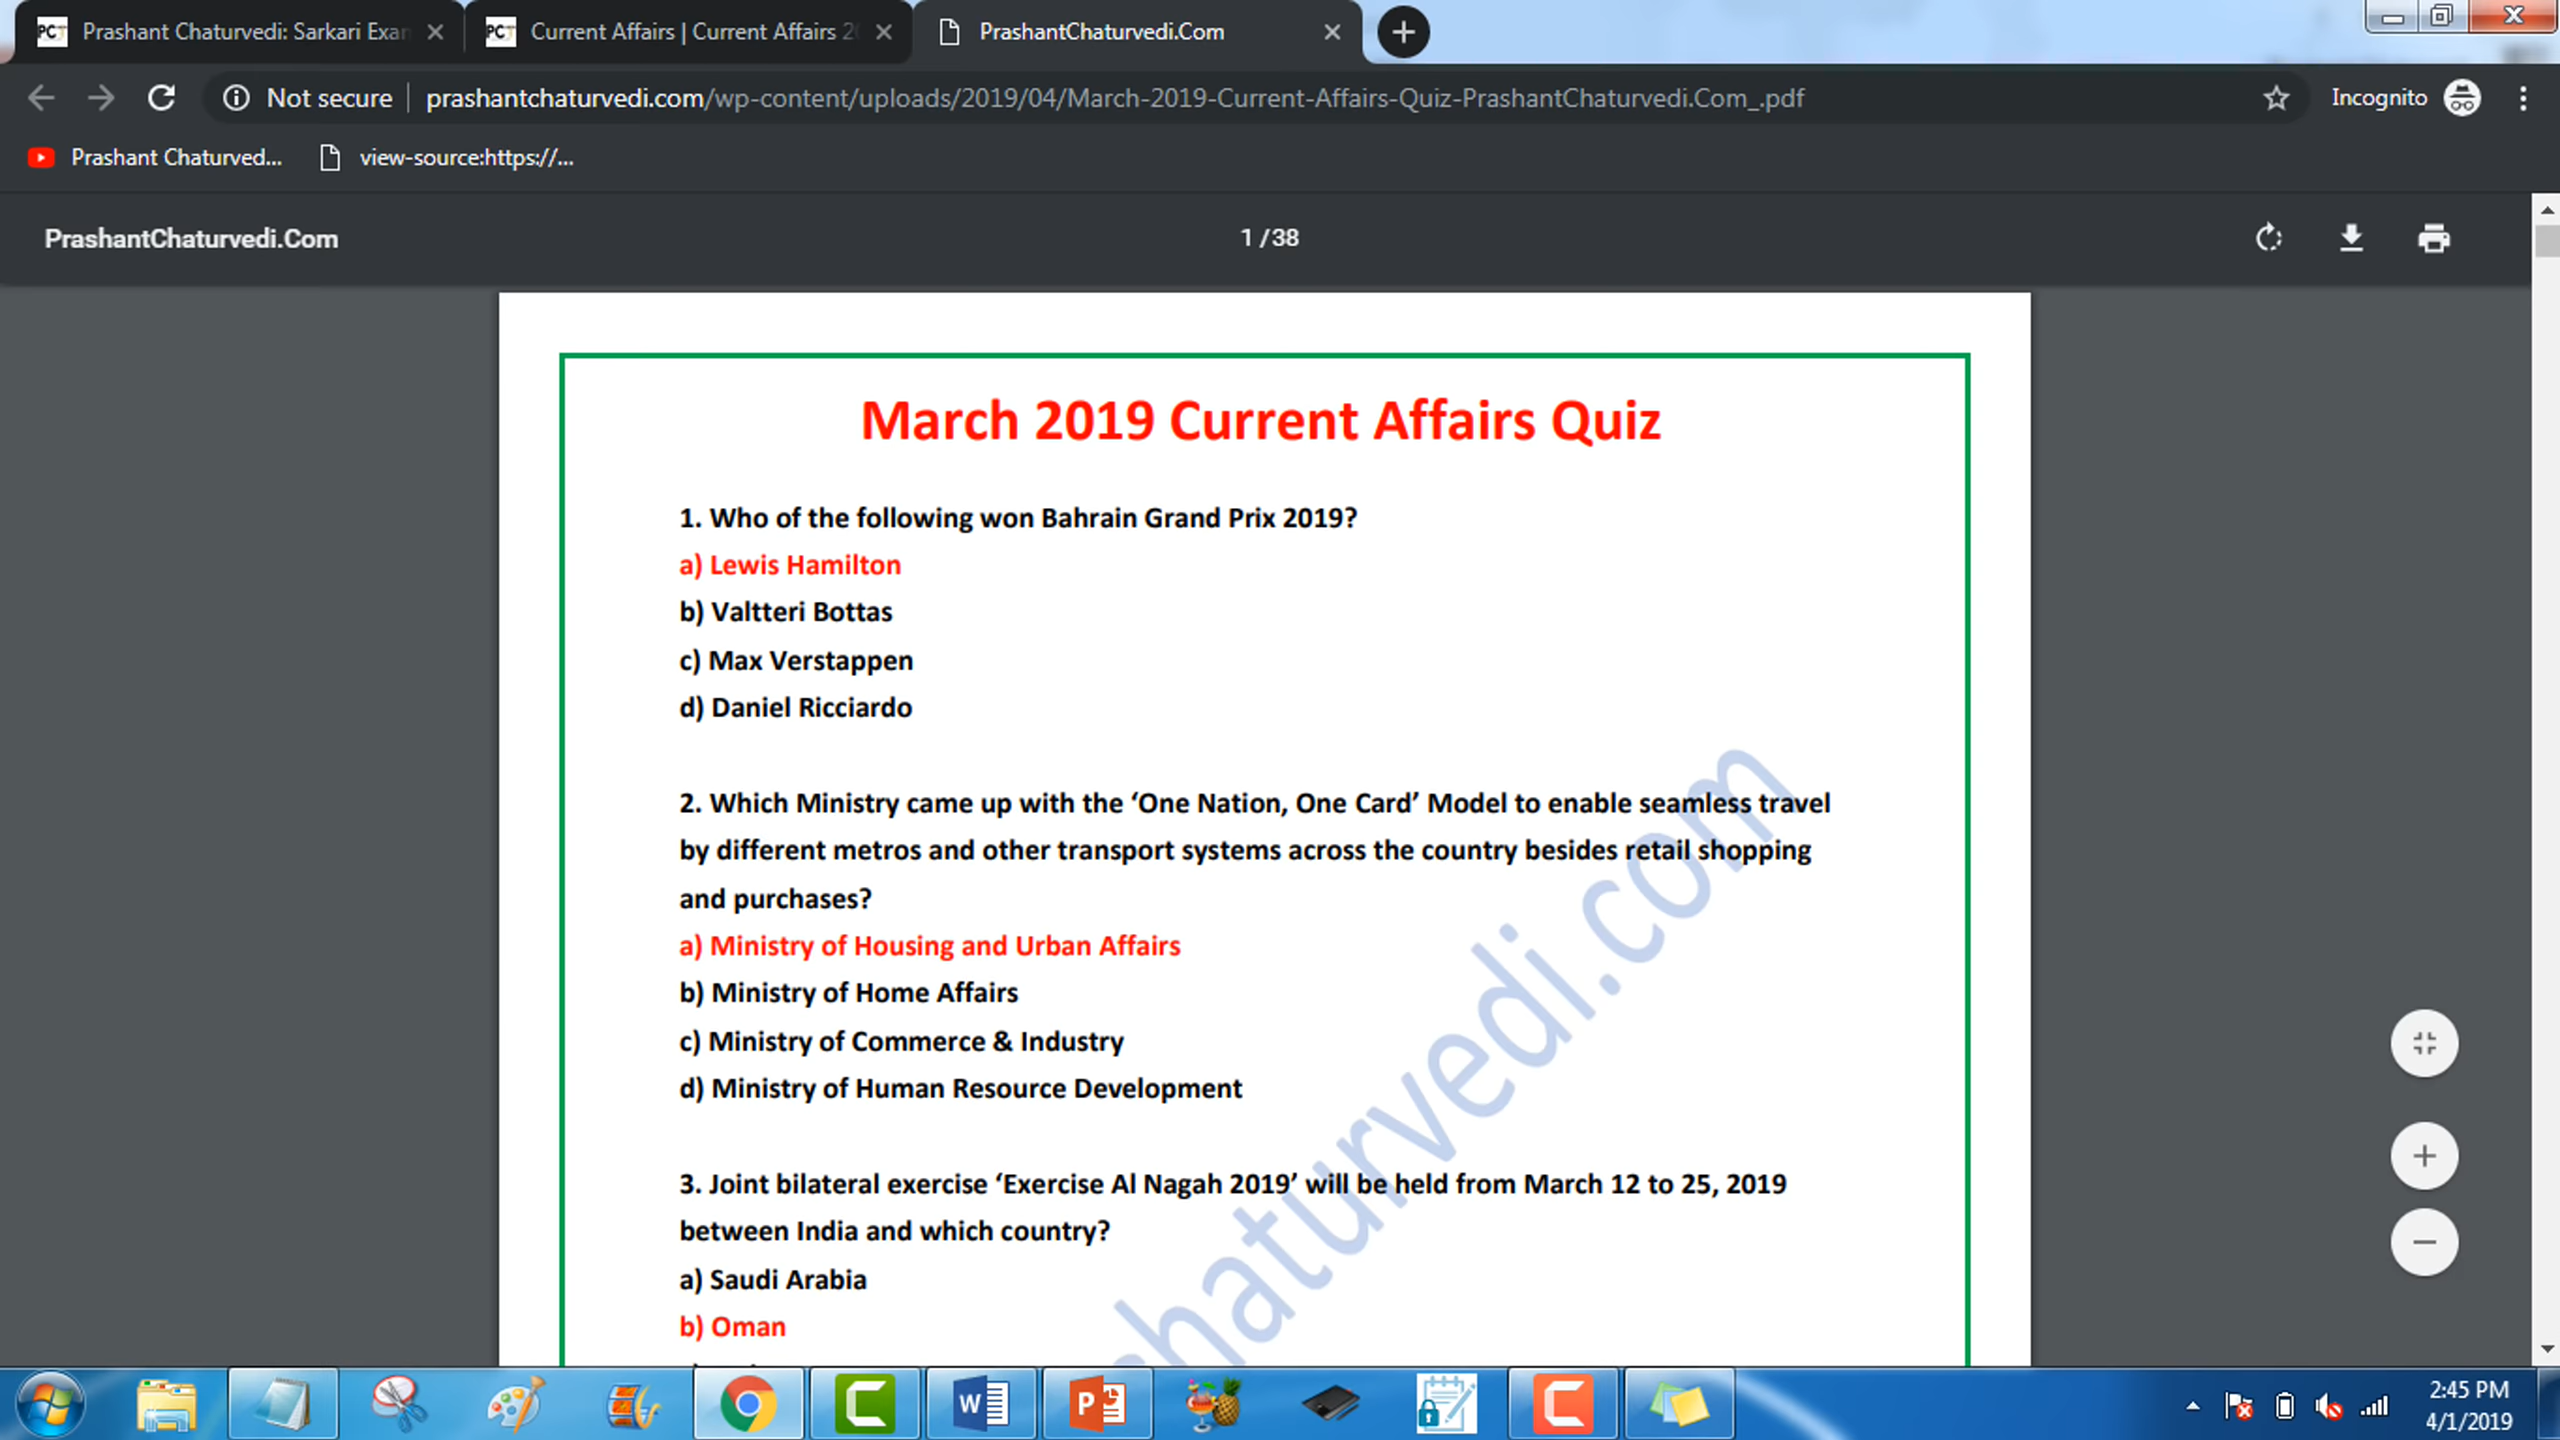 Prashant Chaturvedi: Sarkari Exan
Current Affairs | Current Affairs 20
PrashantChaturvedi.Com
Not secure
prashantchaturvedi.com/wp-content/uploads/2019/04/March-2019-Current-Affairs-Quiz-PrashantChaturvedi.Com_.pdf
Incognito
Prashant Chaturved...
view-source:https://...
PrashantChaturvedi.Com
1 / 38
March 2019 Current Affairs Quiz
1. Who of the following won Bahrain Grand Prix 2019?
a) Lewis Hamilton
b) Valtteri Bottas
c) Max Verstappen
d) Daniel Ricciardo
2. Which Ministry came up with the ‘One Nation, One Card’ Model to enable seamless travel
by different metros and other transport systems across the country besides retail shopping
and purchases?
a) Ministry of Housing and Urban Affairs
b) Ministry of Home Affairs
c) Ministry of Commerce & Industry
d) Ministry of Human Resource Development
3. Joint bilateral exercise ‘Exercise Al Nagah 2019’ will be held from March 12 to 25, 2019
between India and which country?
a) Saudi Arabia
b) Oman
haturvedi.com
2:45 PM
4/1/2019